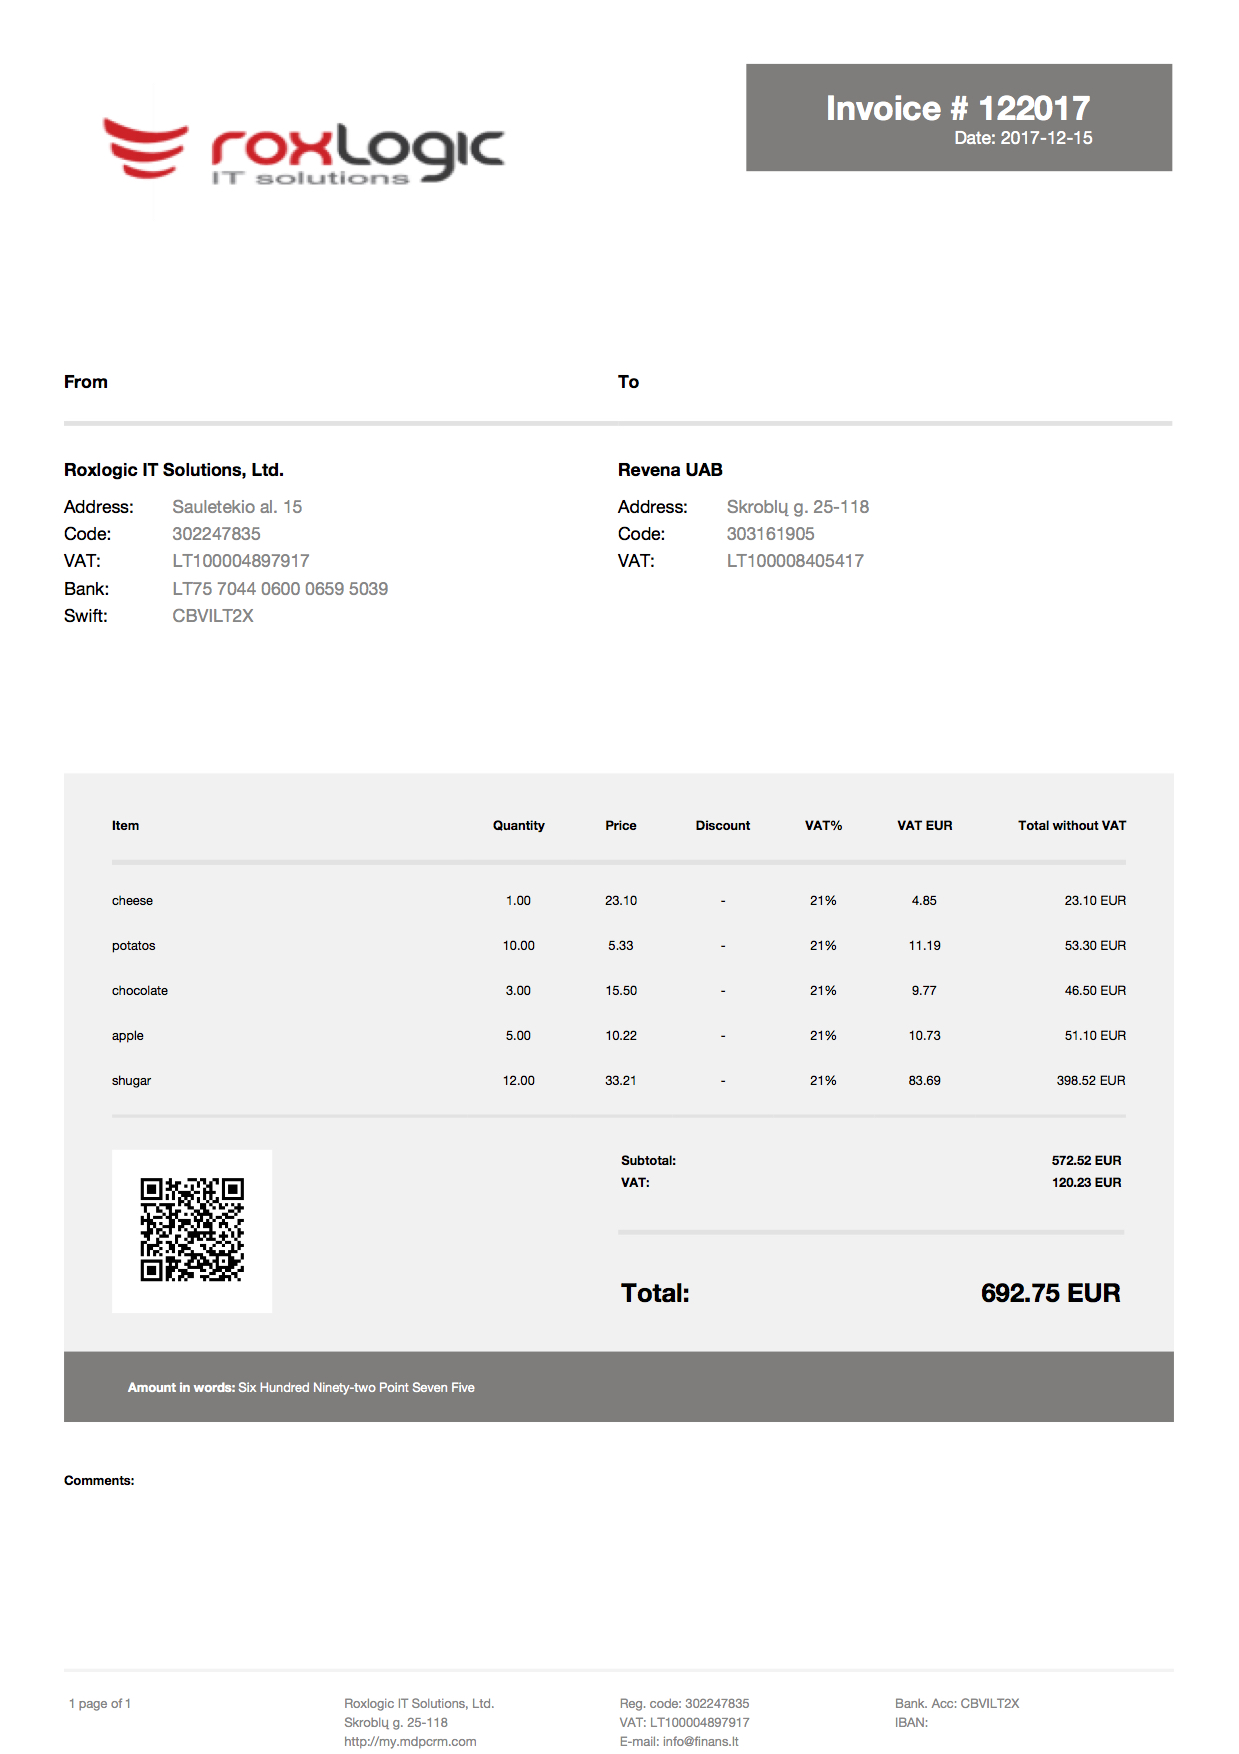 roxLogic
IT solutions
Invoice # 122017
Date: 2017-12-15
From To
Roxlogic IT Solutions, Ltd.
Address: Sauletekio al. 15
Code: 302247835
VAT: LT100004897917
Bank: LT75 7044 0600 0659 5039
Swift: CBVILT2X
Revena UAB
Address: Skroblų g. 25-118
Code: 303161905
VAT: LT100008405417
Item Quantity Price Discount VAT% VAT EUR Total without VAT
cheese 1.00 23.10 - 21% 4.85 23.10 EUR
potatos 10.00 5.33 - 21% 11.19 53.30 EUR
chocolate 3.00 15.50 - 21% 9.77 46.50 EUR
apple 5.00 10.22 - 21% 10.73 51.10 EUR
shugar 12.00 33.21 - 21% 83.69 398.52 EUR
Subtotal: 572.52 EUR
VAT: 120.23 EUR
Total: 692.75 EUR
Amount in words: Six Hundred Ninety-two Point Seven Five
Comments:
1 page of 1
Roxlogic IT Solutions, Ltd.
Skroblų g. 25-118
http://my.mdpcrm.com
Reg. code: 302247835
VAT: LT100004897917
E-mail: info@finans.lt
Bank. Acc: CBVILT2X
IBAN: